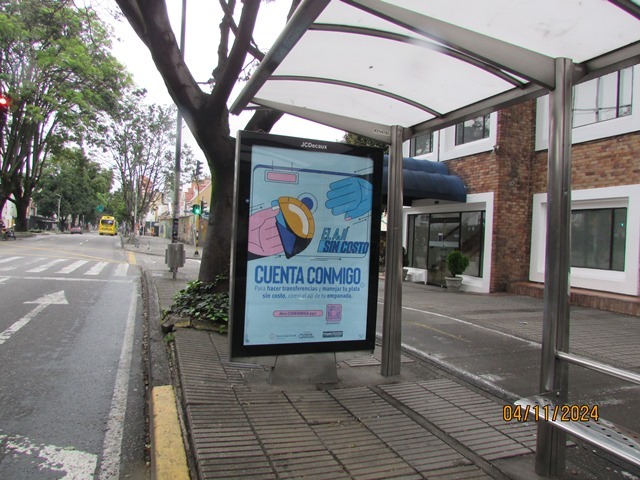 JCDecaux
EL AJÍ
SIN COSTO
CUENTA CONMIGO
Para hacer transferencias y manejar tu plata
sin costo, como el ají de tu empanada.
04/11/2024